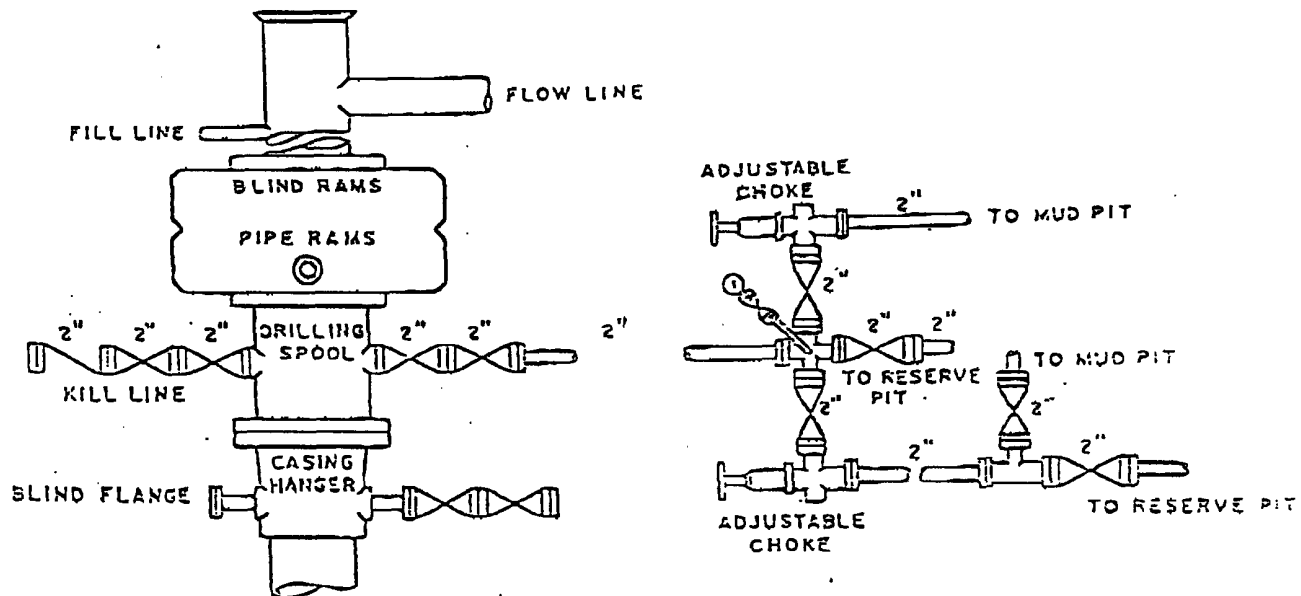 FLOW LINE
FILL LINE
BLIND RAMS
PIPE RAMS
2" 2" 2" DRILLING SPOOL 2" 2" 2"
KILL LINE
CASING HANGER
BLIND FLANGE
ADJUSTABLE CHOKE
2"
TO MUD PIT
2"
2" 2"
TO RESERVE PIT
TO MUD PIT
2"
2"
2"
2"
TO RESERVE PIT
ADJUSTABLE CHOKE